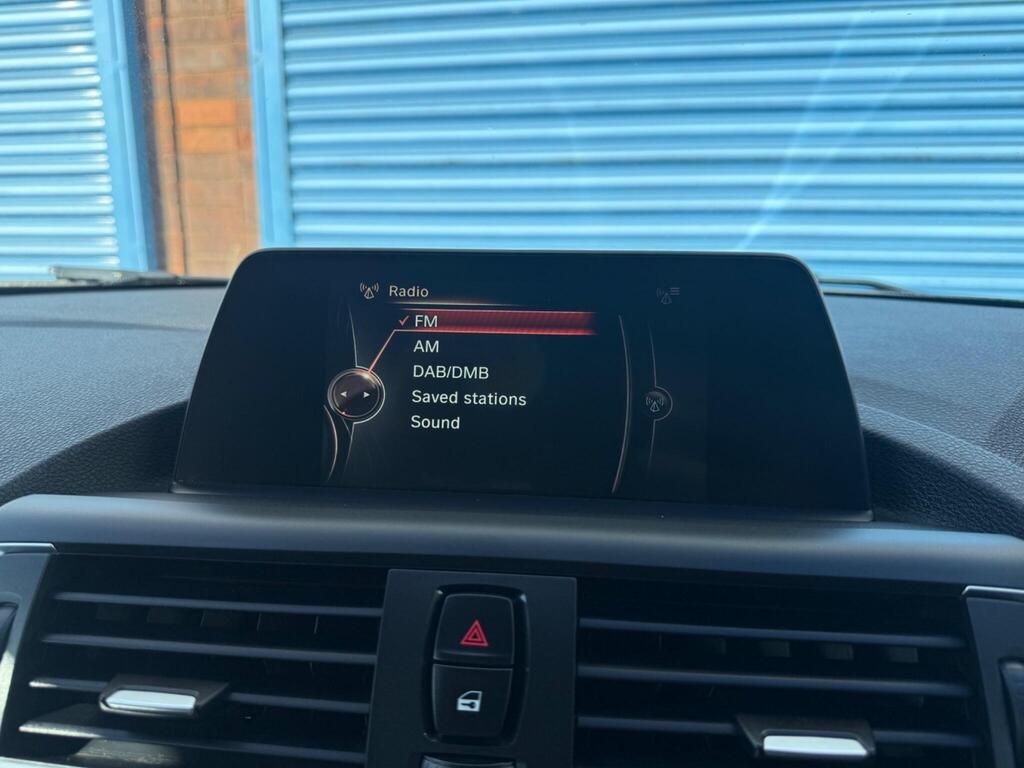 Radio
FM
AM
DAB/DMB
Saved stations
Sound